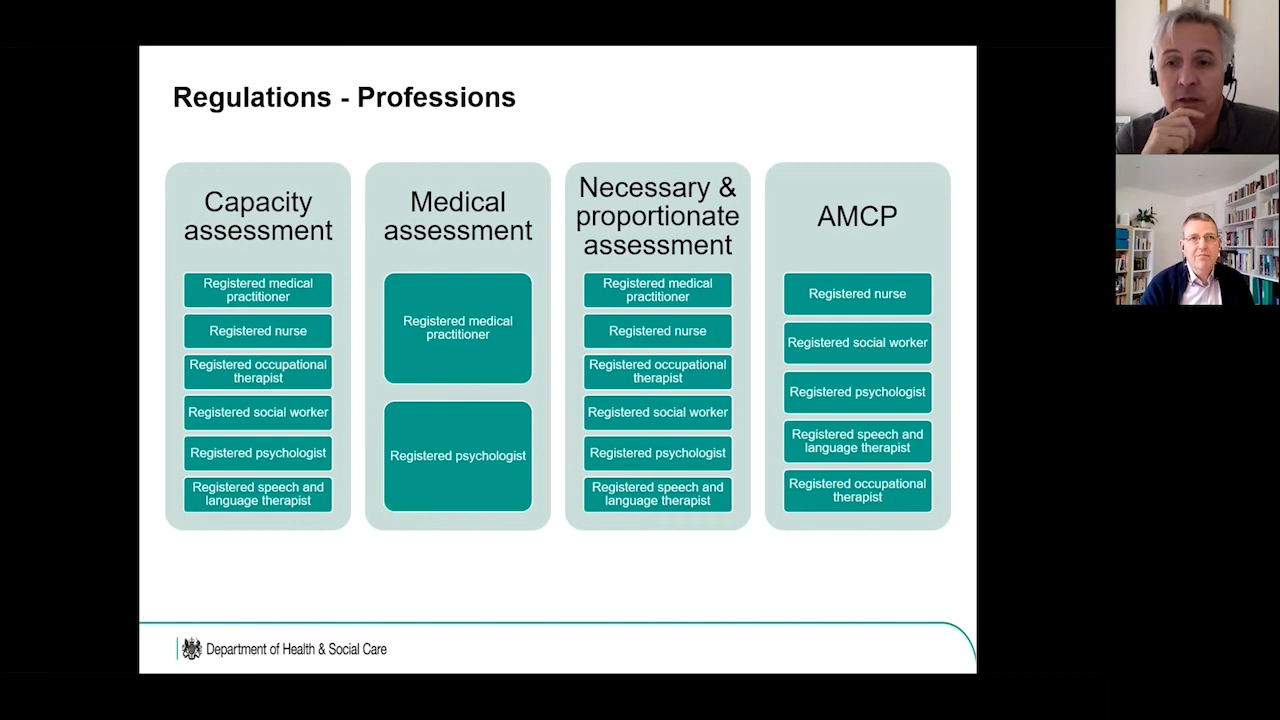 Regulations - Professions
Capacity
assessment
Registered medical
practitioner
Registered nurse
Registered occupational
therapist
Registered social worker
Registered psychologist
Registered speech and
language therapist
Medical
assessment
Registered medical
practitioner
Registered psychologist
Necessary &
proportionate
assessment
Registered medical
practitioner
Registered nurse
Registered occupational
therapist
Registered social worker
Registered psychologist
Registered speech and
language therapist
AMCP
Registered nurse
Registered social worker
Registered psychologist
Registered speech and
language therapist
Registered occupational
therapist
Department of Health & Social Care